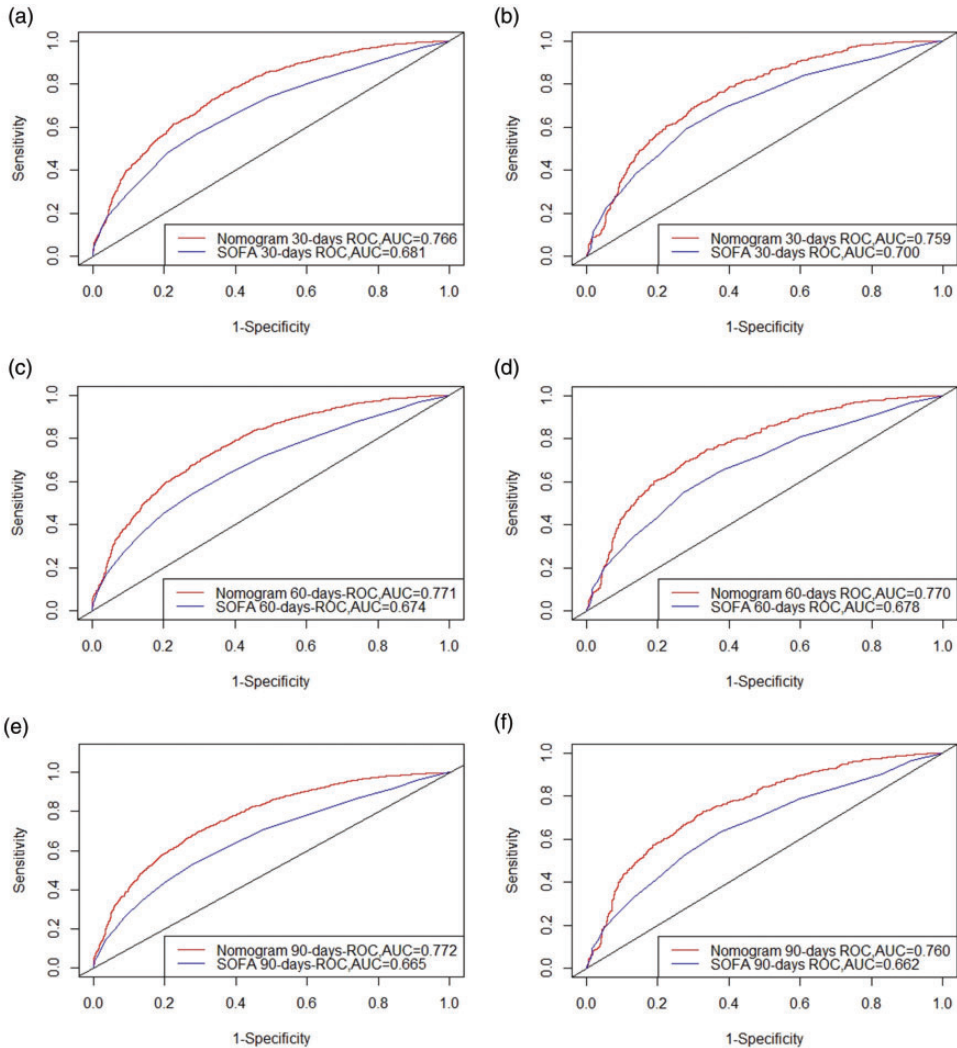 (a)
1.0
0.8
0.6
0.4
0.2
0.0
Sensitivity
Nomogram 30-days ROC,AUC=0.766
SOFA 30-days ROC,AUC=0.681
0.0 0.2 0.4 0.6 0.8 1.0
1-Specificity
(b)
1.0
0.8
0.6
0.4
0.2
0.0
Sensitivity
Nomogram 30-days ROC,AUC=0.759
SOFA 30-days ROC,AUC=0.700
0.0 0.2 0.4 0.6 0.8 1.0
1-Specificity
(c)
1.0
0.8
0.6
0.4
0.2
0.0
Sensitivity
Nomogram 60-days-ROC,AUC=0.771
SOFA 60-days-ROC,AUC=0.674
0.0 0.2 0.4 0.6 0.8 1.0
1-Specificity
(d)
1.0
0.8
0.6
0.4
0.2
0.0
Sensitivity
Nomogram 60-days ROC,AUC=0.770
SOFA 60-days ROC,AUC=0.678
0.0 0.2 0.4 0.6 0.8 1.0
1-Specificity
(e)
1.0
0.8
0.6
0.4
0.2
0.0
Sensitivity
Nomogram 90-days-ROC,AUC=0.772
SOFA 90-days-ROC,AUC=0.665
0.0 0.2 0.4 0.6 0.8 1.0
1-Specificity
(f)
1.0
0.8
0.6
0.4
0.2
0.0
Sensitivity
Nomogram 90-days ROC,AUC=0.760
SOFA 90-days ROC,AUC=0.662
0.0 0.2 0.4 0.6 0.8 1.0
1-Specificity